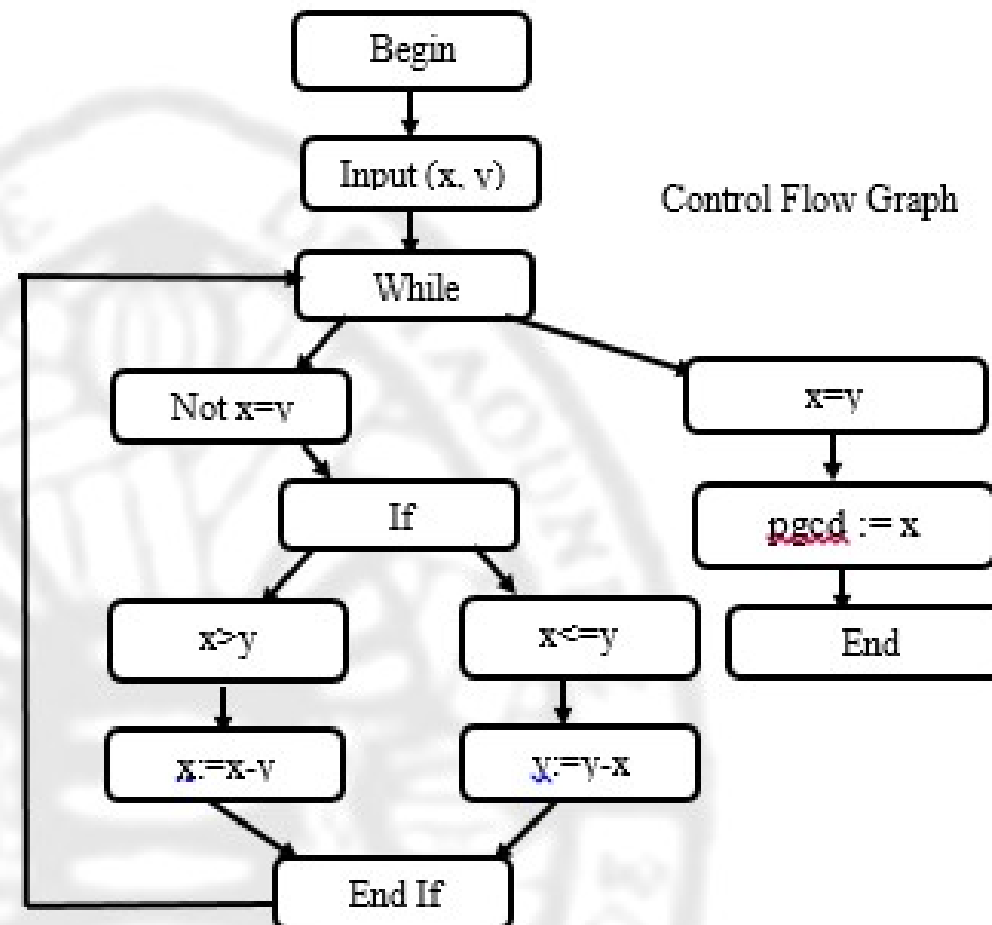 Begin
Input (x, y)
Control Flow Graph
While
Not x=y
x=y
If
pgcd := x
x>y
x<=y
End
x:=x-y
y:=y-x
End If